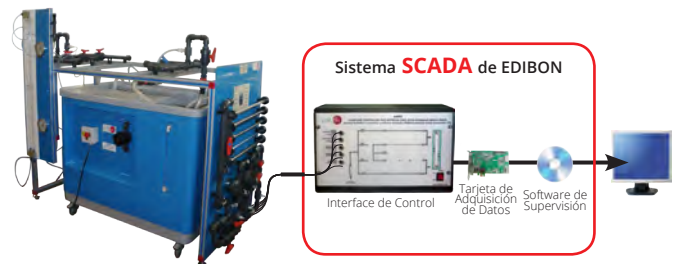 Sistema SCADA de EDIBON
Interface de Control
Tarjeta de
Adquisición
de Datos
Software de
Supervisión